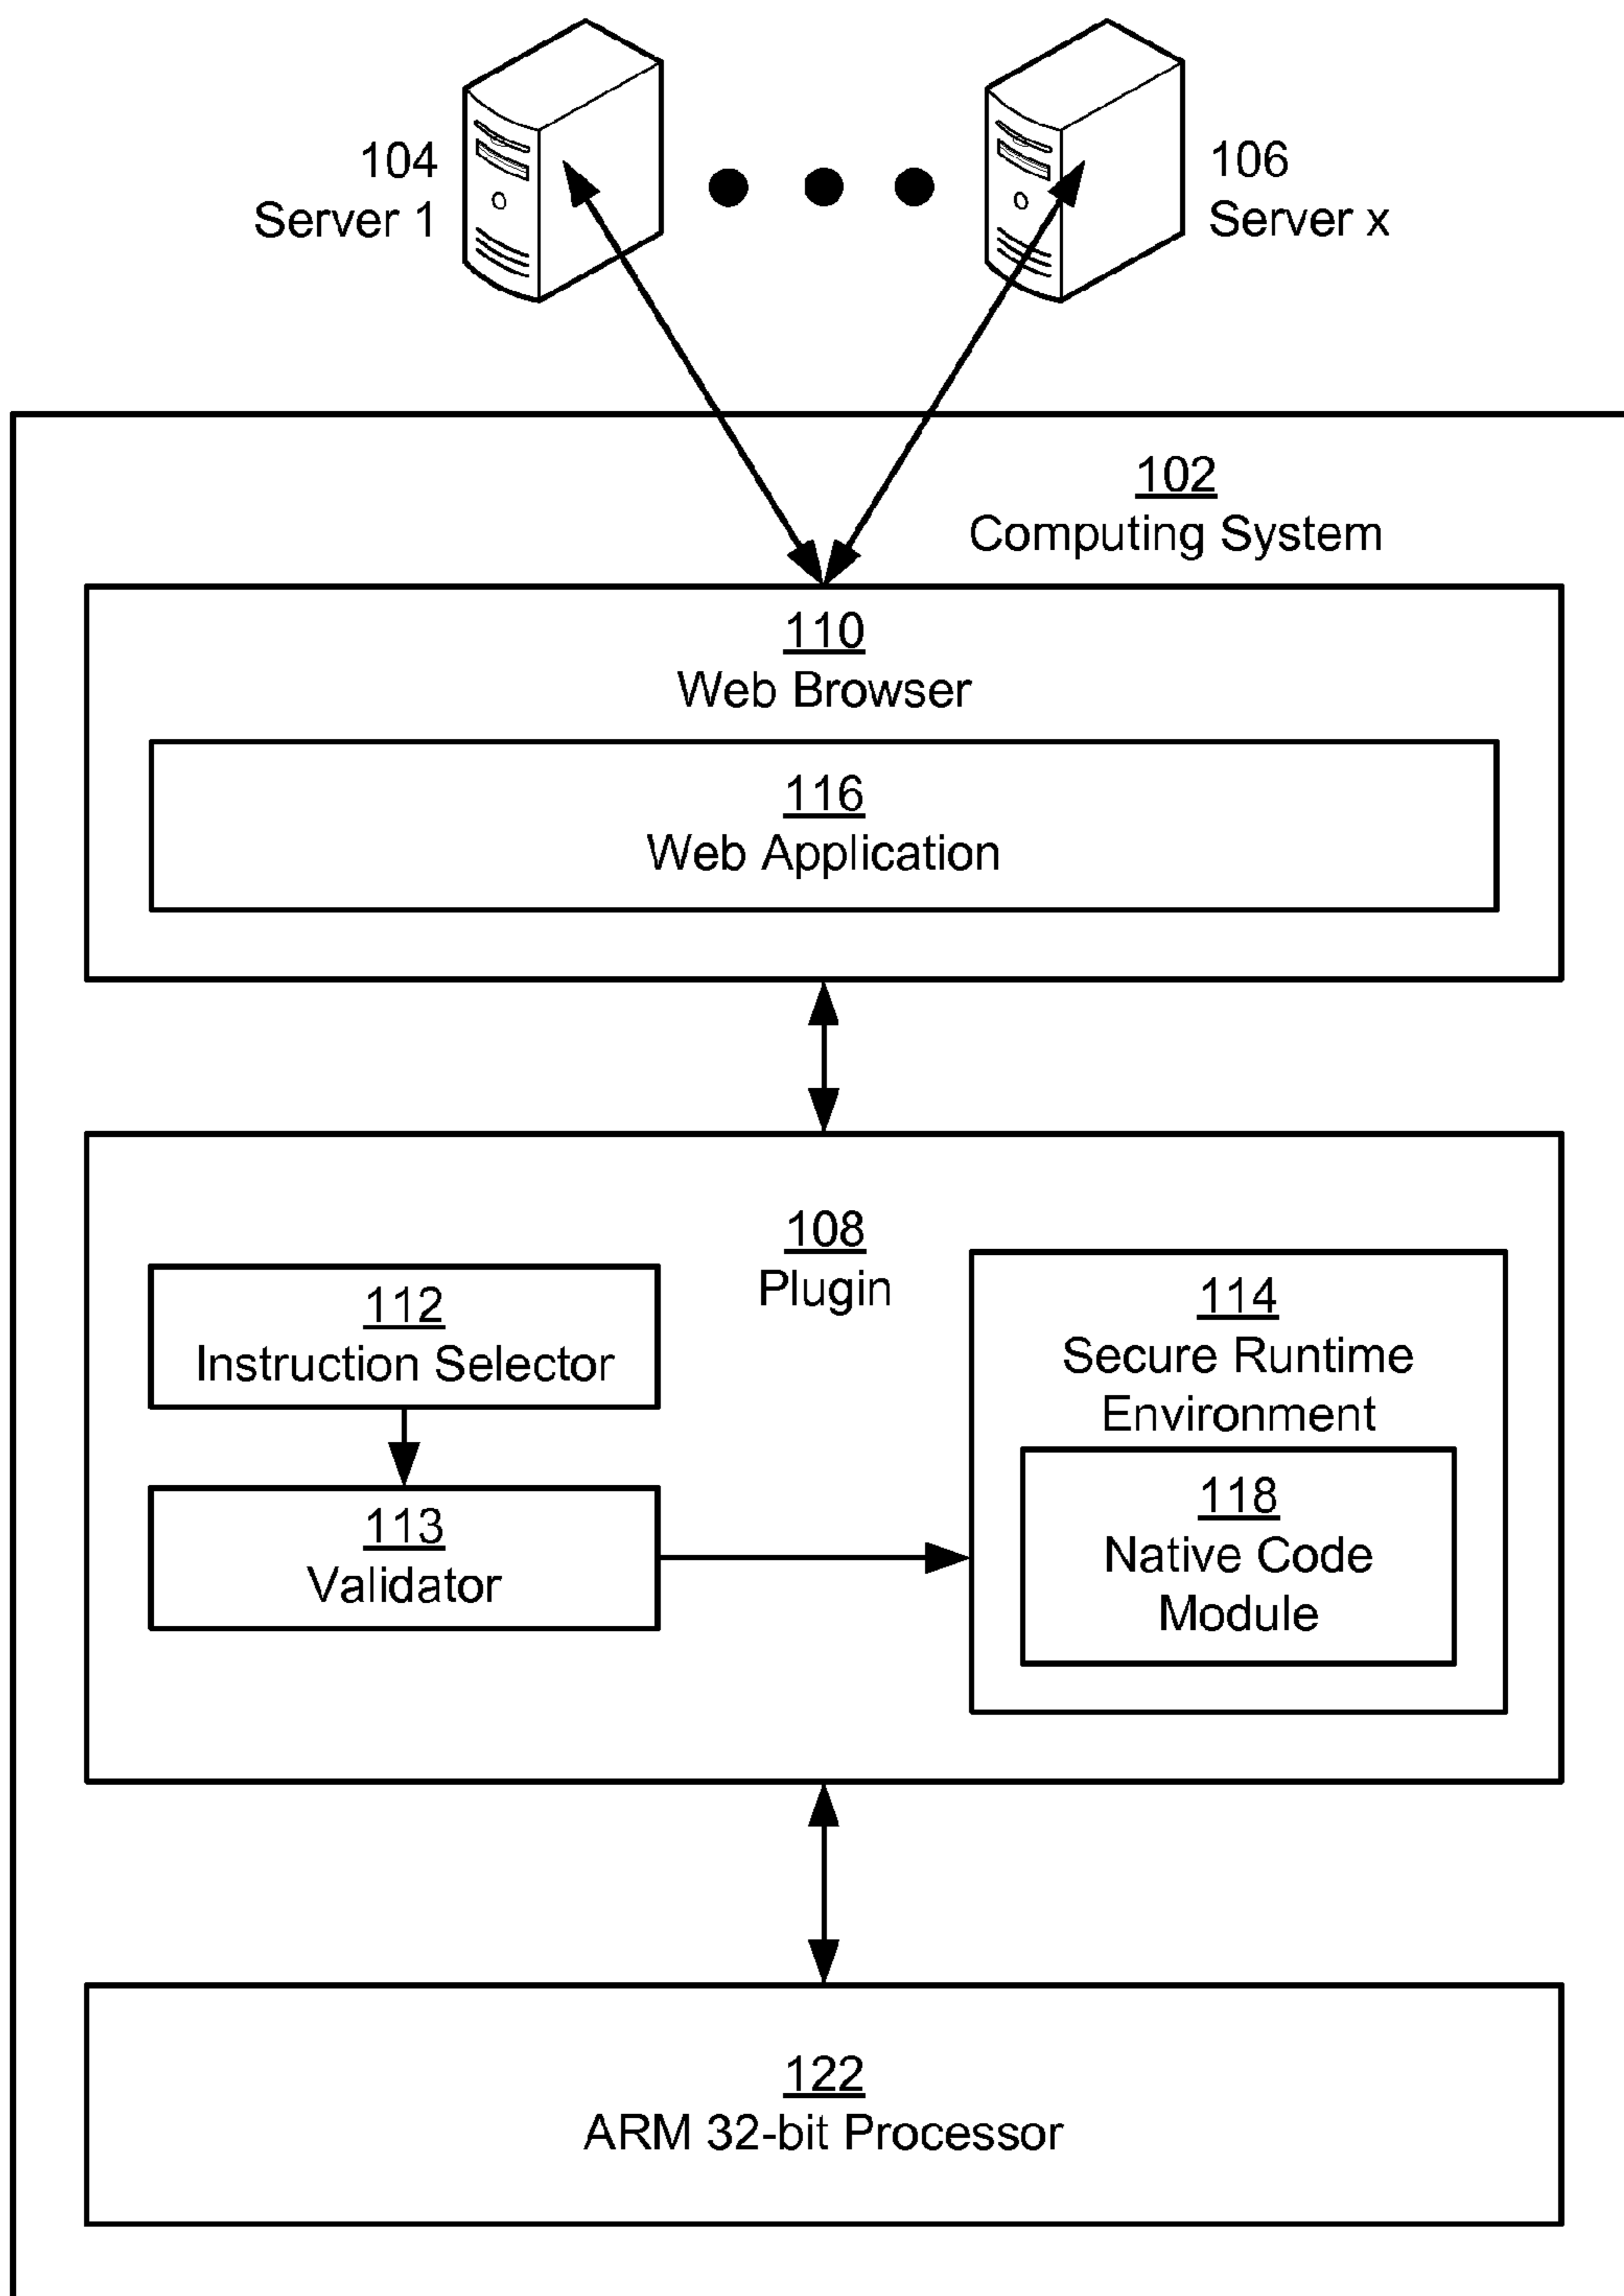 104
Server 1
106
Server x
102
Computing System
110
Web Browser
116
Web Application
108
Plugin
112
Instruction Selector
113
Validator
114
Secure Runtime
Environment
118
Native Code
Module
122
ARM 32-bit Processor